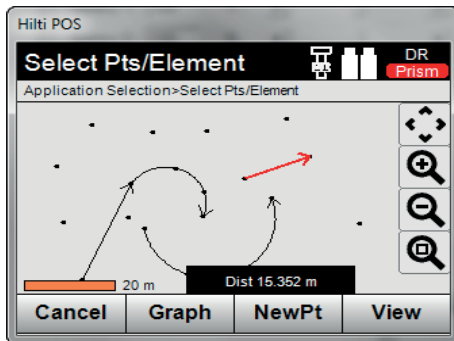 Hilti POS
Select Pts/Element
DR
Prism
Application Selection>Select Pts/Element
20 m
Dist 15.352 m
Cancel
Graph
NewPt
View